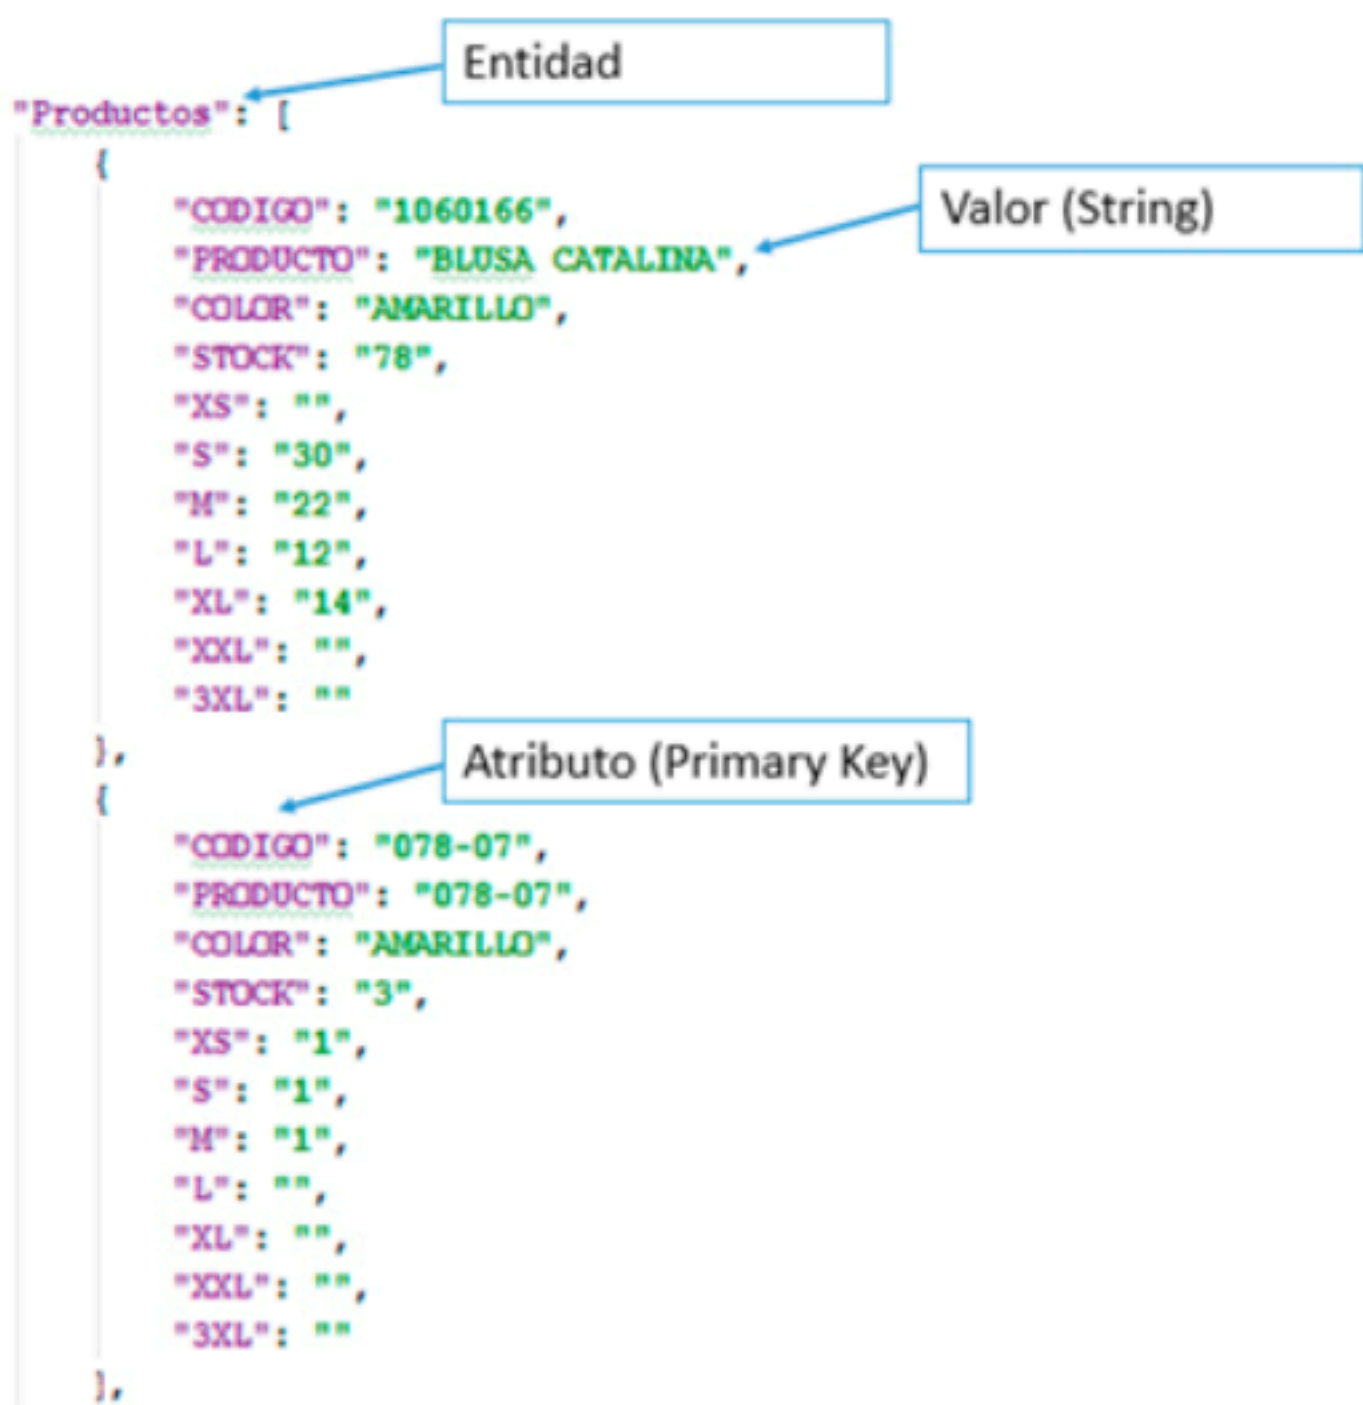 Entidad
"Productos": [
{
"CODIGO": "1060166",
Valor (String)
"PRODUCTO": "BLUSA CATALINA",
"COLOR": "AMARILLO",
"STOCK": "78",
"XS": "",
"S": "30",
"M": "22",
"L": "12",
"XL": "14",
"XXL": "",
"3XL": ""
},
Atributo (Primary Key)
{
"CODIGO": "078-07",
"PRODUCTO": "078-07",
"COLOR": "AMARILLO",
"STOCK": "3",
"XS": "1",
"S": "1",
"M": "1",
"L": "",
"XL": "",
"XXL": "",
"3XL": ""
},